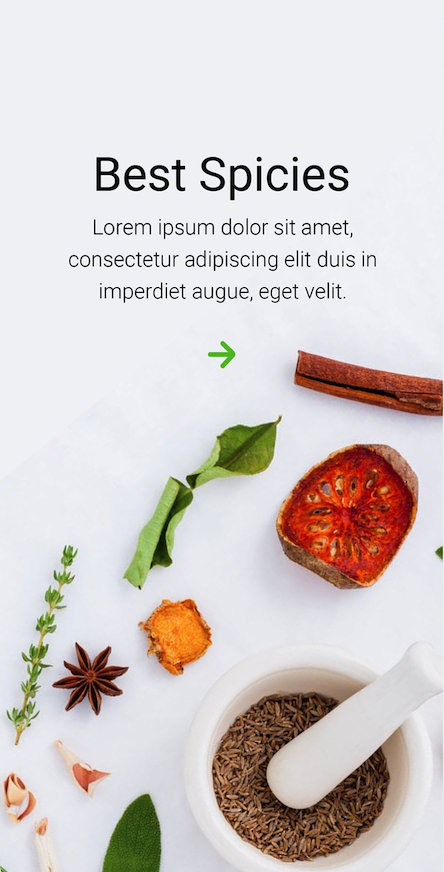 Best Spicies
Lorem ipsum dolor sit amet,
consectetur adipiscing elit duis in
imperdiet augue, eget velit.